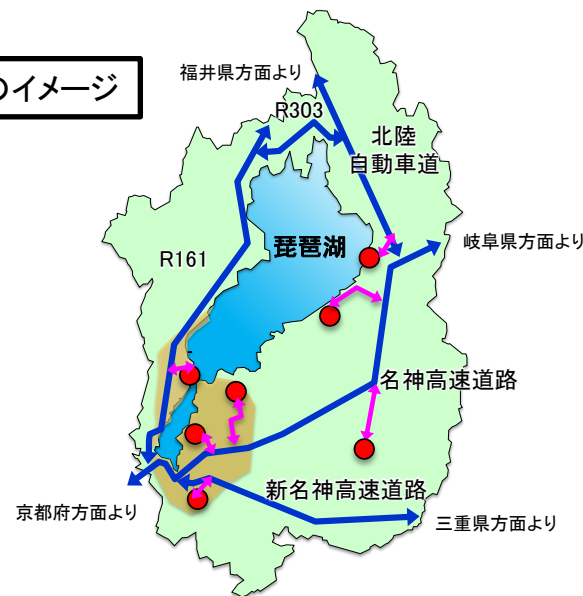 のイメージ
福井県方面より
R303
北陸
自動車道
琵琶湖
岐阜県方面より
R161
名神高速道路
新名神高速道路
京都府方面より
三重県方面より